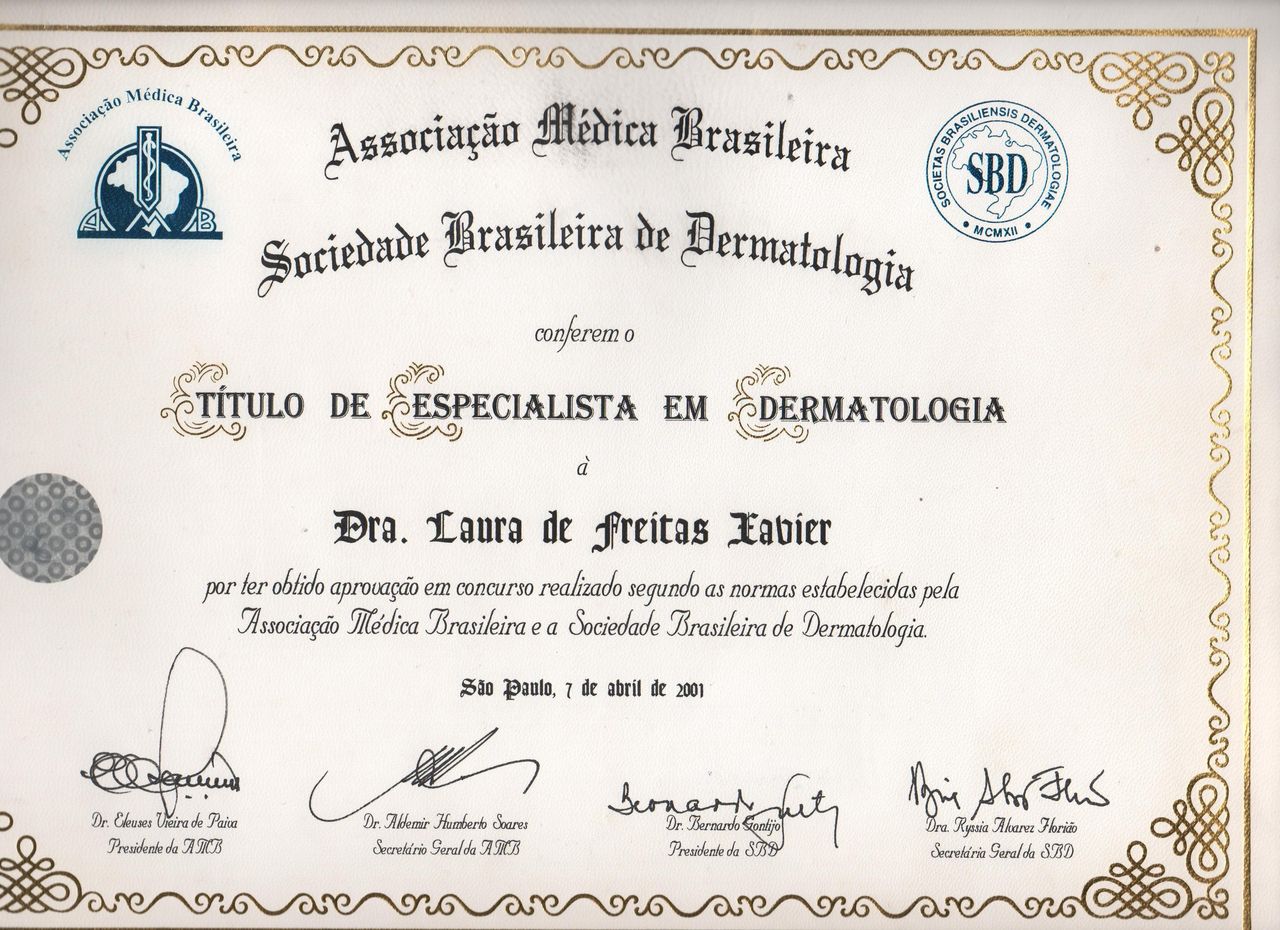 Associação Médica Brasileira
AMB
SOCIETAS BRASILIENSIS DERMATOLOGIAE
SBD
MCMXII
Associação Médica Brasileira
Sociedade Brasileira de Dermatologia
conferem o
TÍTULO DE ESPECIALISTA EM DERMATOLOGIA
à
Dra. Laura de Freitas Xavier
por ter obtido aprovação em concurso realizado segundo as normas estabelecidas pela
Associação Médica Brasileira e a Sociedade Brasileira de Dermatologia.
São Paulo, 7 de abril de 2001
Dr. Eleuses Vieira de Paiva
Presidente da AMB
Dr. Aldemir Humberto Soares
Secretário Geral da AMB
Dr. Bernardo Gontijo
Presidente da SBD
Dra. Ryssia Alvarez Florião
Secretária Geral da SBD